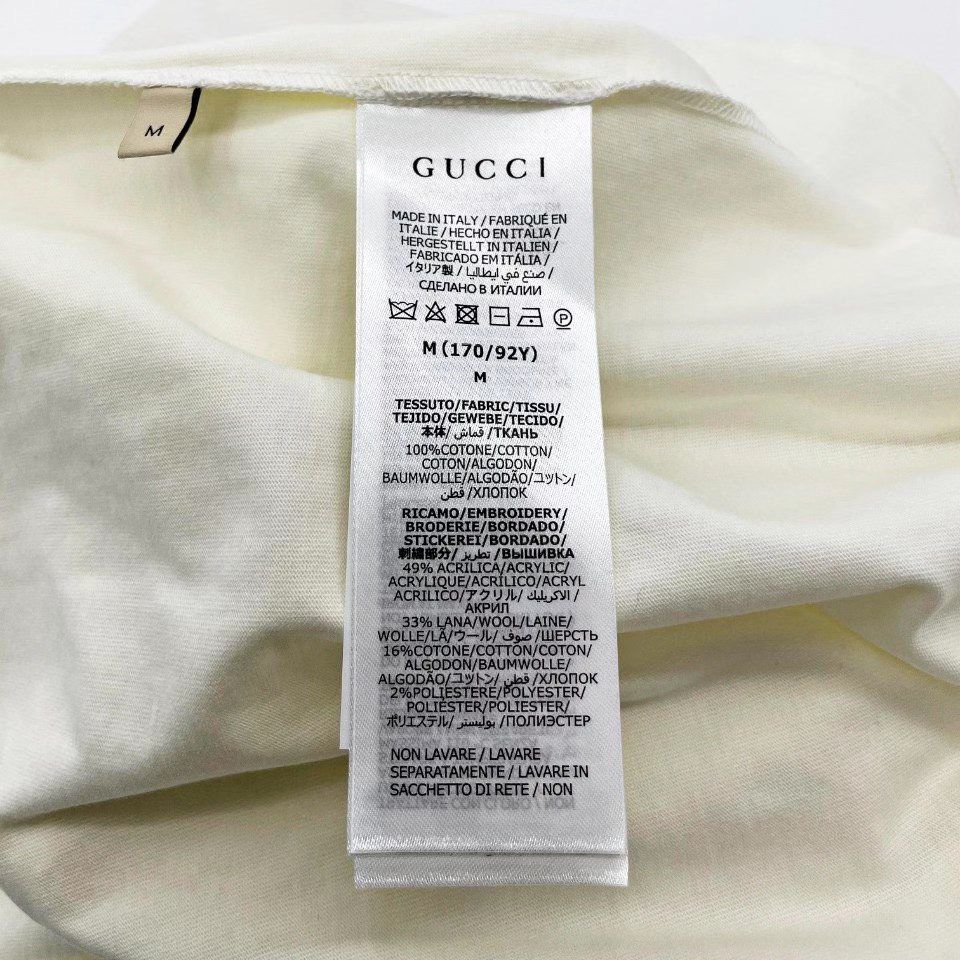 M
GUCCI
MADE IN ITALY / FABRIQUÉ EN
ITALIE / HECHO EN ITALIA /
HERGESTELLT IN ITALIEN /
FABRICADO EM ITÁLIA /
イタリア製 / صنع في ايطاليا /
СДЕЛАНО В ИТАЛИИ
P
M (170/92Y)
M
TESSUTO/FABRIC/TISSU/
TEJIDO/GEWEBE/TECIDO/
本体/ قماش /ТКАНЬ
100%COTONE/COTTON/
COTON/ALGODON/
BAUMWOLLE/ALGODÃO/コットン/
قطن /ХЛОПОК
RICAMO/EMBROIDERY/
BRODERIE/BORDADO/
STICKEREI/BORDADO/
刺繍部分/ تطريز /ВЫШИВКА
49% ACRILICA/ACRYLIC/
ACRYLIQUE/ACRÍLICO/ACRYL
ACRILICO/アクリル/ الاكريليك/
АКРИЛ
33% LANA/WOOL/LAINE/
WOLLE/LÃ/ウール/ صوف /ШЕРСТЬ
16%COTONE/COTTON/COTON/
ALGODON/BAUMWOLLE/
ALGODÃO/コットン/ قطن /ХЛОПОК
2%POLIESTERE/POLYESTER/
POLIÉSTER/POLIÉSTER/
ポリエステル/ بوليستر /ПОЛИЭСТЕР
NON LAVARE / LAVARE
SEPARATAMENTE / LAVARE IN
SACCHETTO DI RETE / NON